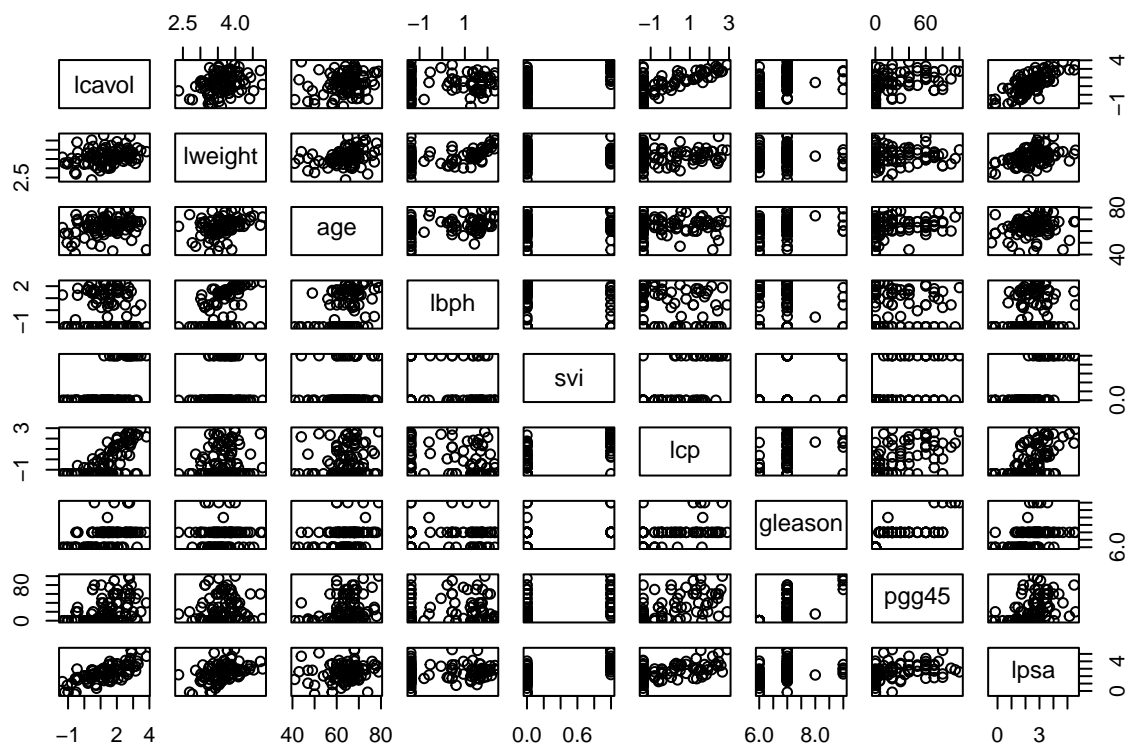 2.5 4.0 −1 1 −1 1 3 0 60
lcavol −1 4
2.5 lweight
age 40 80
−1 2 lbph
svi 0.0
−1 3 lcp
gleason 6.0
0 80 pgg45
lpsa 0 4
−1 2 4 40 60 80 0.0 0.6 6.0 8.0 0 3